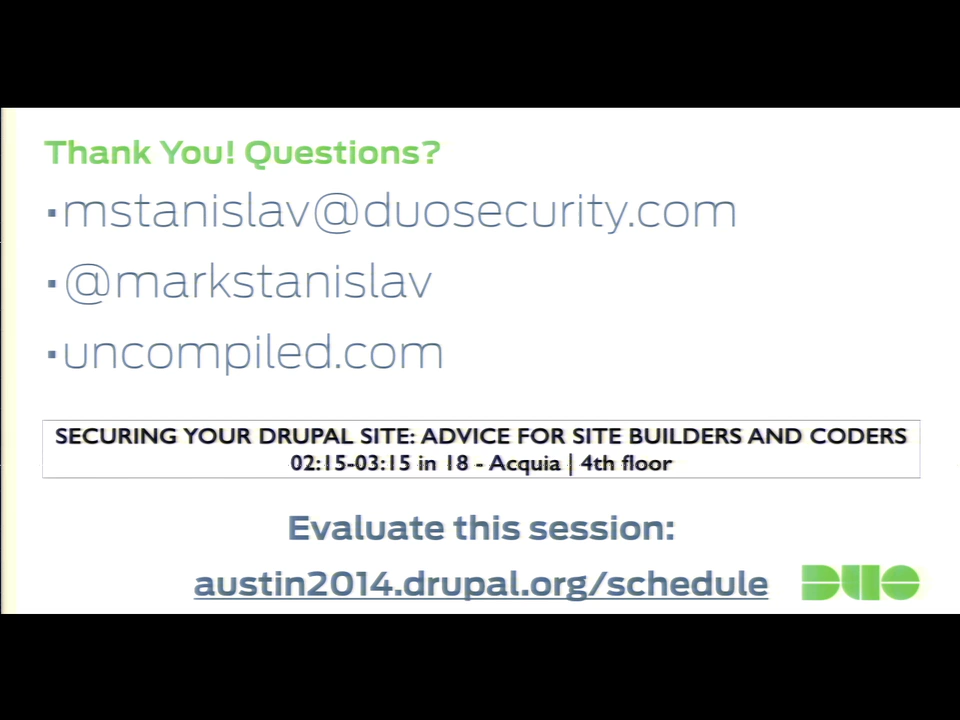 Thank You! Questions?
▪mstanislav@duosecurity.com
▪@markstanislav
▪uncompiled.com
SECURING YOUR DRUPAL SITE: ADVICE FOR SITE BUILDERS AND CODERS
02:15-03:15 in 18 - Acquia | 4th floor
Evaluate this session:
austin2014.drupal.org/schedule
DUO